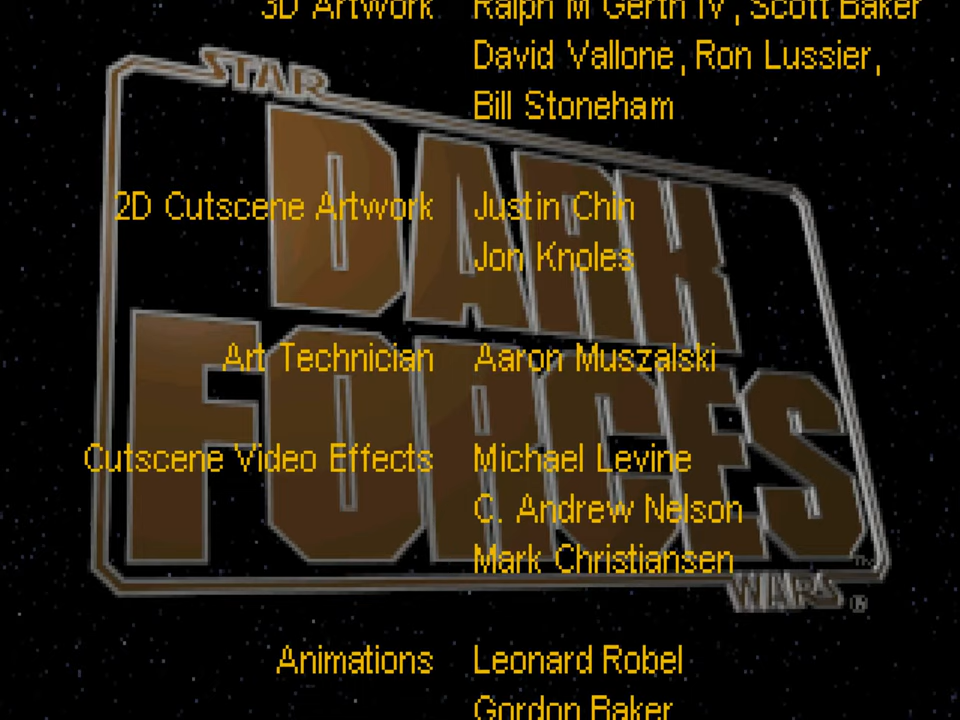 3D Artwork Ralph M Gerth IV, Scott Baker
David Vallone, Ron Lussier,
Bill Stoneham
STAR
DARK
FORCES
WARS
TM
®
2D Cutscene Artwork Justin Chin
Jon Knoles
Art Technician Aaron Muszalski
Cutscene Video Effects Michael Levine
C. Andrew Nelson
Mark Christiansen
Animations Leonard Robel
Gordon Baker